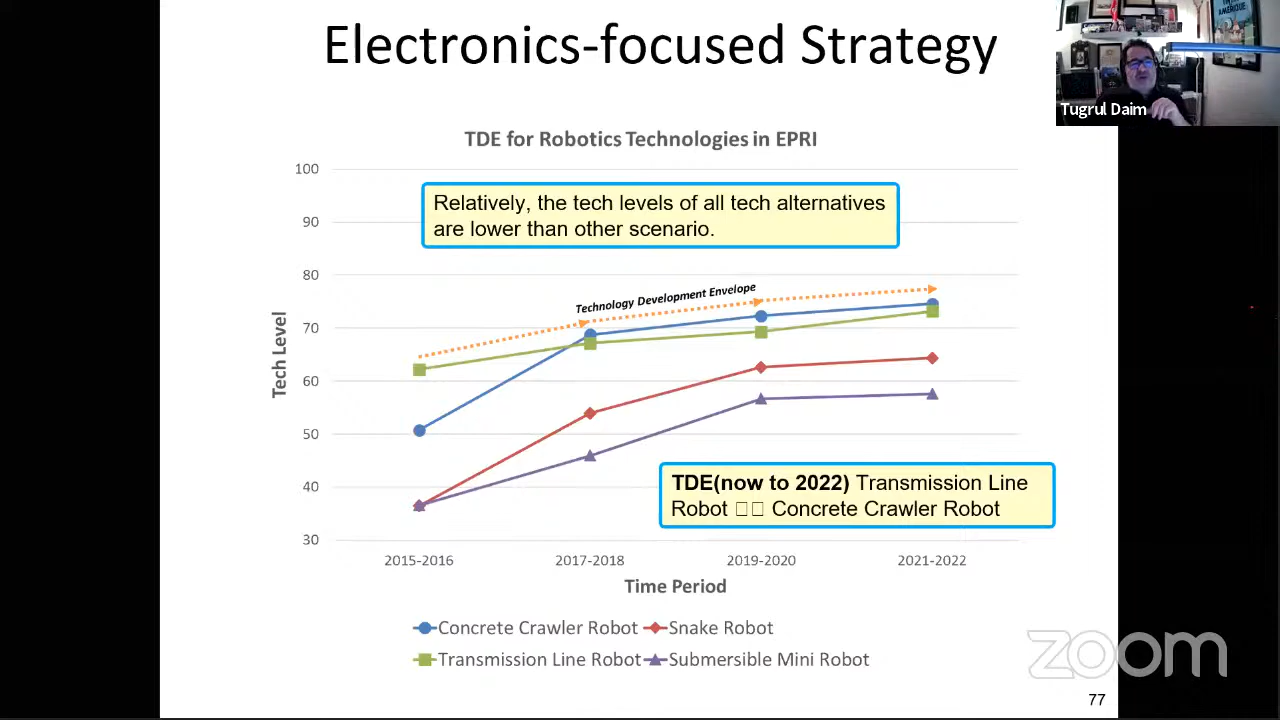 Electronics-focused Strategy
Tugrul Daim
TDE for Robotics Technologies in EPRI
100
90
80
70
60
50
40
30
Tech Level
Relatively, the tech levels of all tech alternatives
are lower than other scenario.
Technology Development Envelope
TDE(now to 2022) Transmission Line
Robot □□ Concrete Crawler Robot
2015-2016 2017-2018 2019-2020 2021-2022
Time Period
Concrete Crawler Robot Snake Robot
Transmission Line Robot Submersible Mini Robot
zoom
77